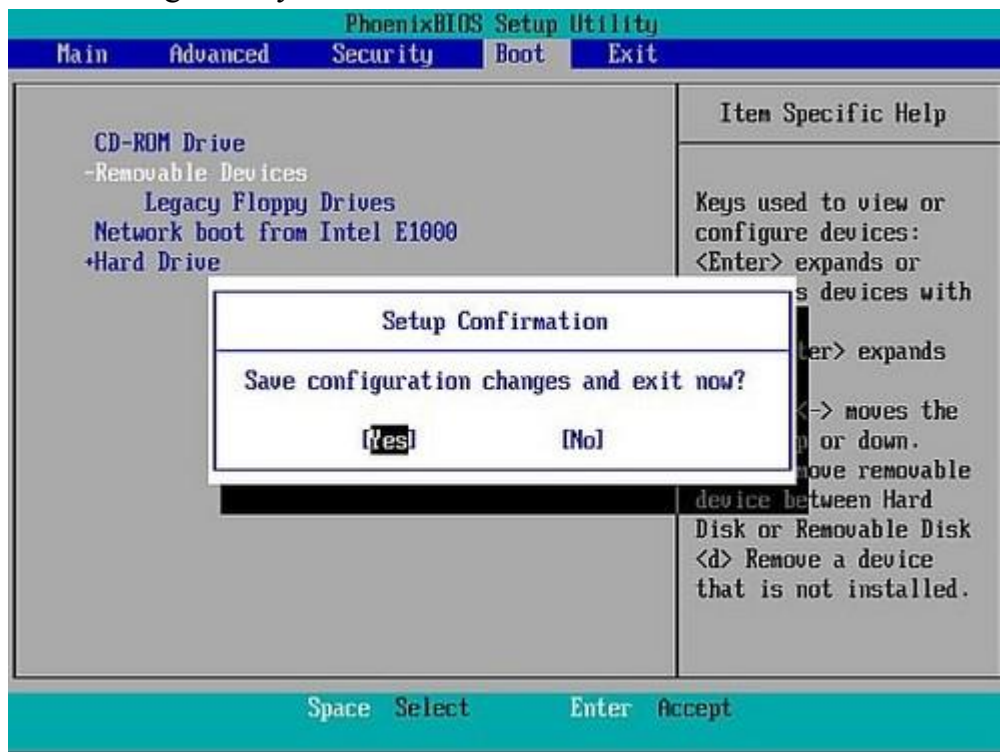 PhoenixBIOS Setup Utility
Main Advanced Security Boot Exit
CD-ROM Drive
-Removable Devices
Legacy Floppy Drives
Network boot from Intel E1000
+Hard Drive
Setup Confirmation
Save configuration changes and exit now?
[Yes] [No]
Item Specific Help
Keys used to view or
configure devices:
<Enter> expands or
s devices with
er> expands
<-> moves the
or down.
move removable
device between Hard
Disk or Removable Disk
<d> Remove a device
that is not installed.
Space Select Enter Accept